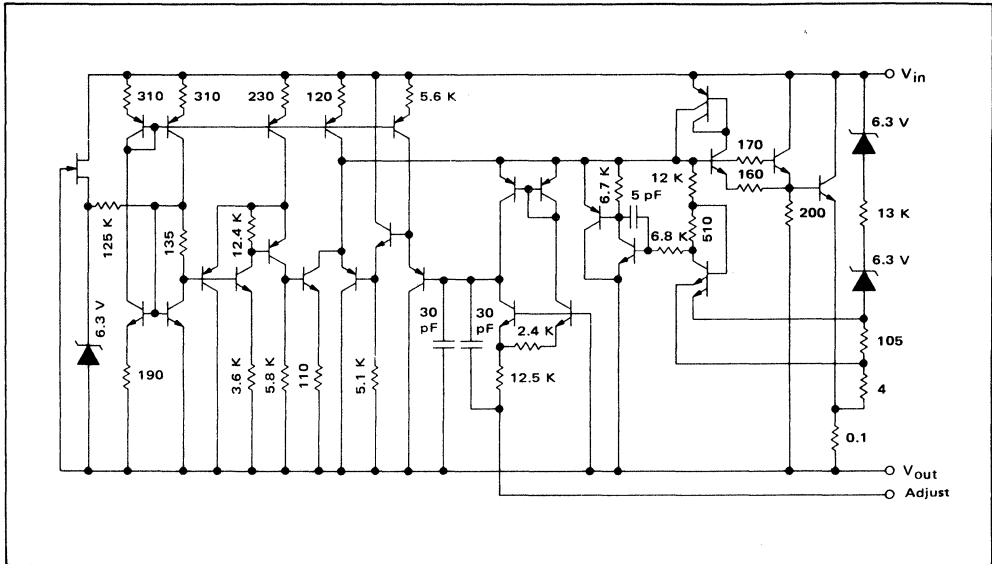 V_in
310
310
230
120
5.6 K
6.3 V
170
160
12 K
6.7 K
5 pF
200
13 K
125 K
135
12.4 K
6.8 K
510
6.3 V
6.3 V
30 pF
30 pF
2.4 K
105
190
3.6 K
5.8 K
110
5.1 K
12.5 K
4
0.1
V_out
Adjust